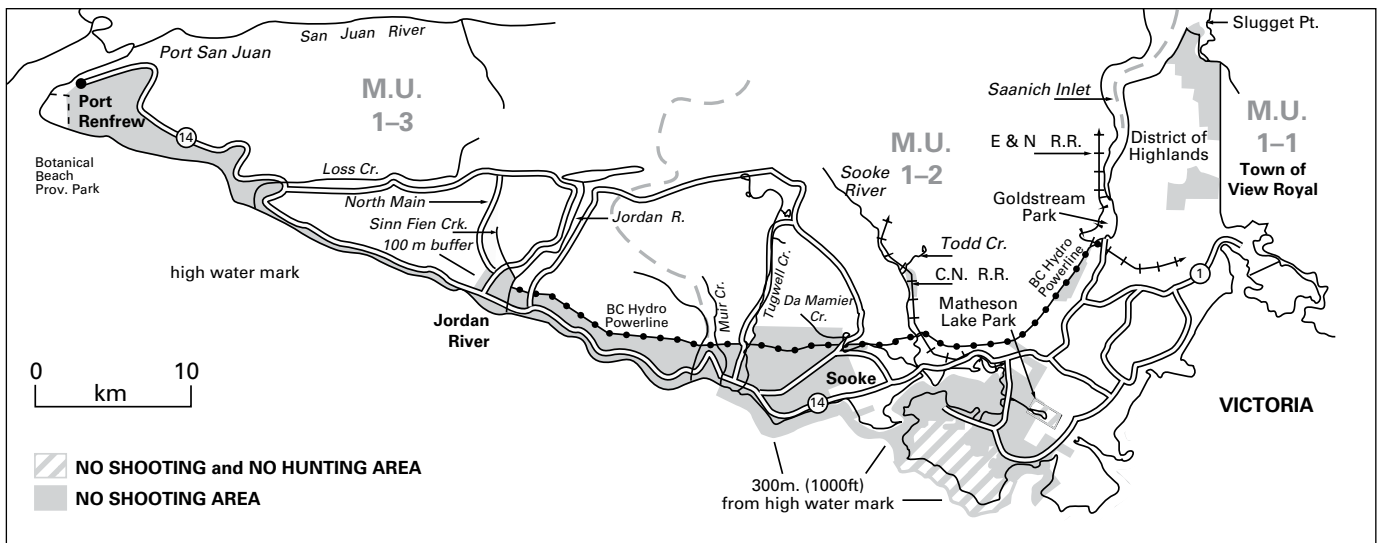 Slugget Pt.
San Juan River
Port San Juan
M.U.
1–3
Saanich Inlet
M.U.
1–1
Port
Renfrew
14
M.U.
1–2
E & N R.R.
District of
Highlands
Botanical
Beach
Prov. Park
Loss Cr.
Sooke
River
Town of
View Royal
North Main
Goldstream
Park
Sinn Fien Crk.
Jordan R.
100 m buffer
Todd Cr.
BC Hydro
Powerline
high water mark
C.N. R.R.
1
Muir Cr.
Tugwell Cr.
Da Mamier
Cr.
Matheson
Lake Park
BC Hydro
Powerline
Jordan
River
0 10
km
Sooke
14
VICTORIA
NO SHOOTING and NO HUNTING AREA
NO SHOOTING AREA
300m. (1000ft)
from high water mark